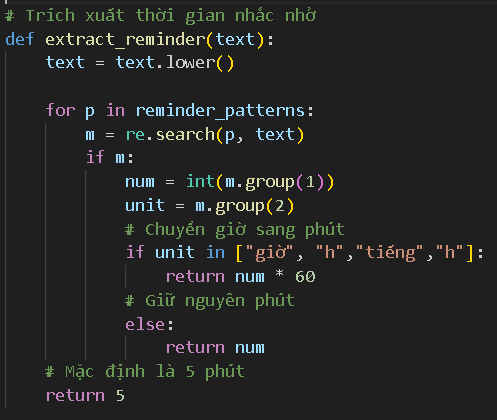 # Trích xuất thời gian nhắc nhở
def extract_reminder(text):
    text = text.lower()

    for p in reminder_patterns:
        m = re.search(p, text)
        if m:
            num = int(m.group(1))
            unit = m.group(2)
            # Chuyển giờ sang phút
            if unit in ["giờ", "h","tiếng","h"]:
                return num * 60
            # Giữ nguyên phút
            else:
                return num
    # Mặc định là 5 phút
    return 5